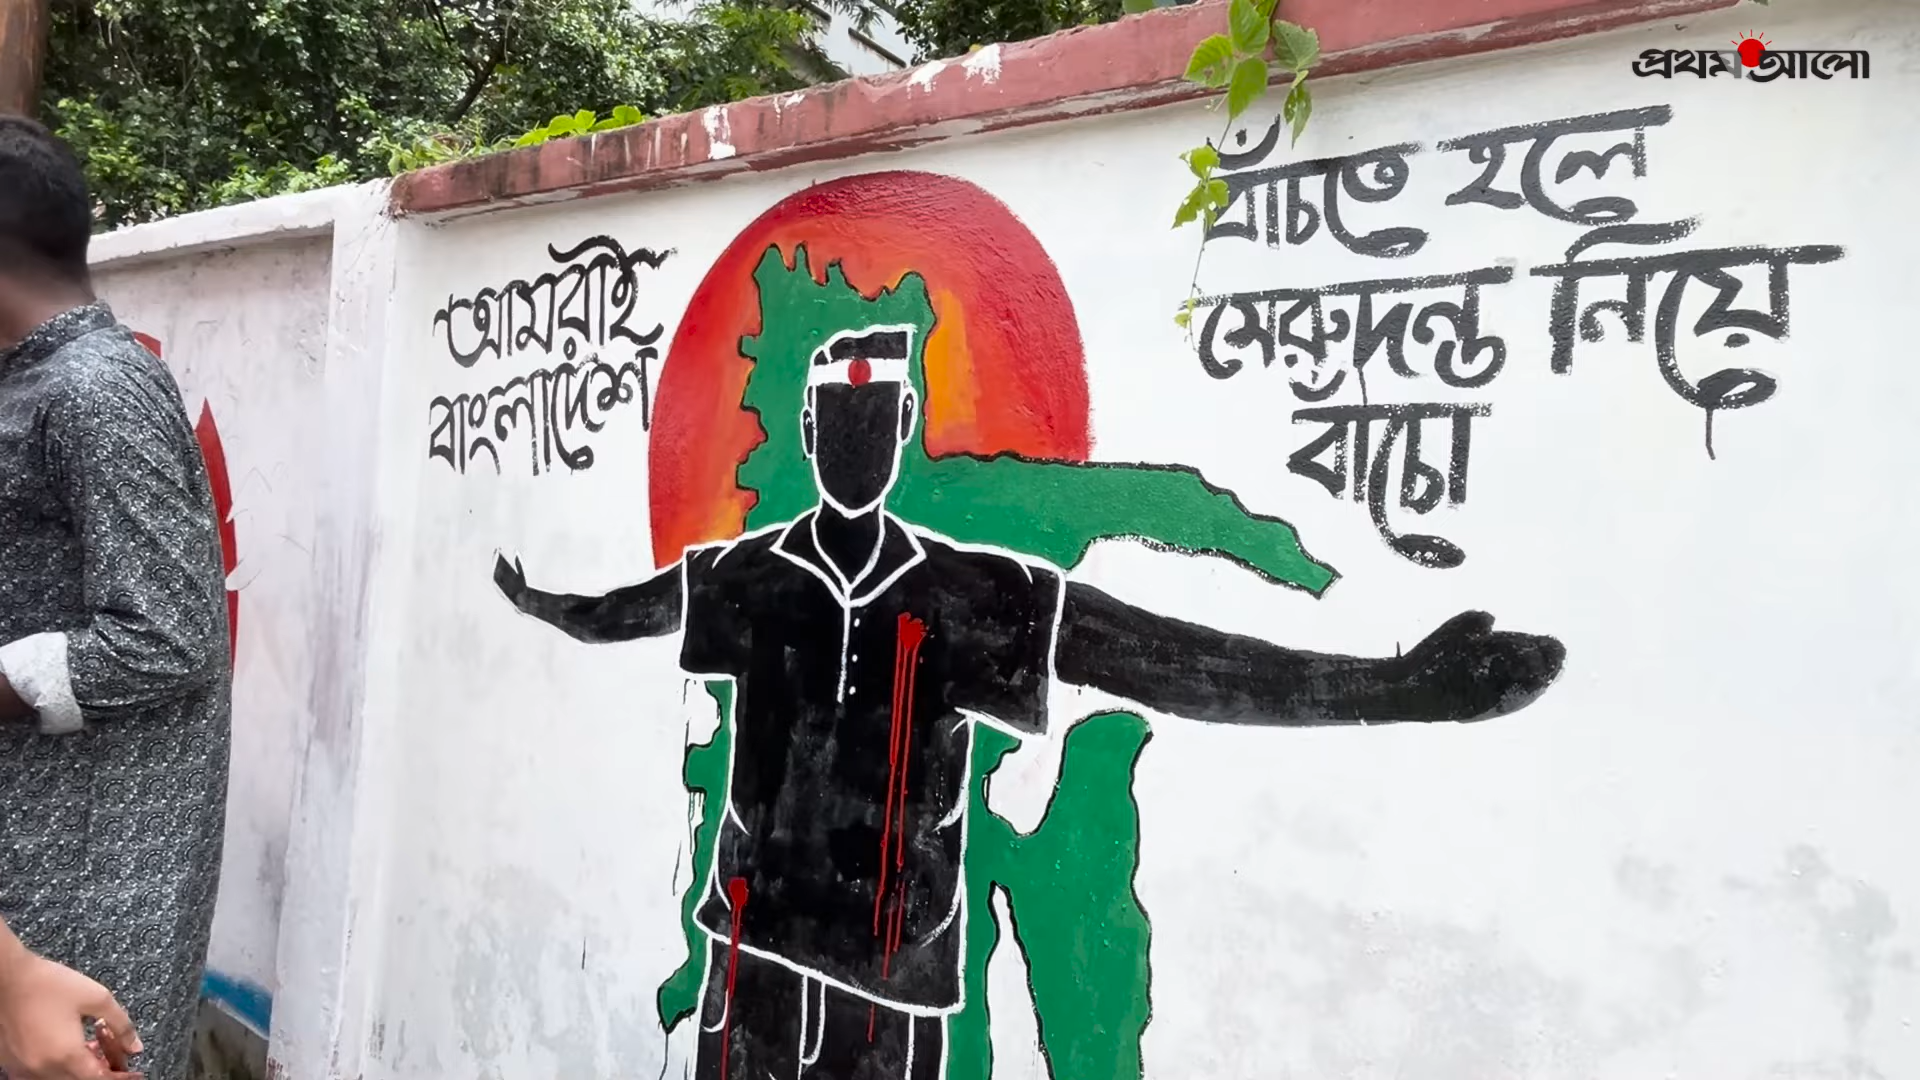 প্রথম আলো
আমরাই
বাংলাদেশ
বাঁচতে হলে
মেরুদন্ড নিয়ে
বাঁচো